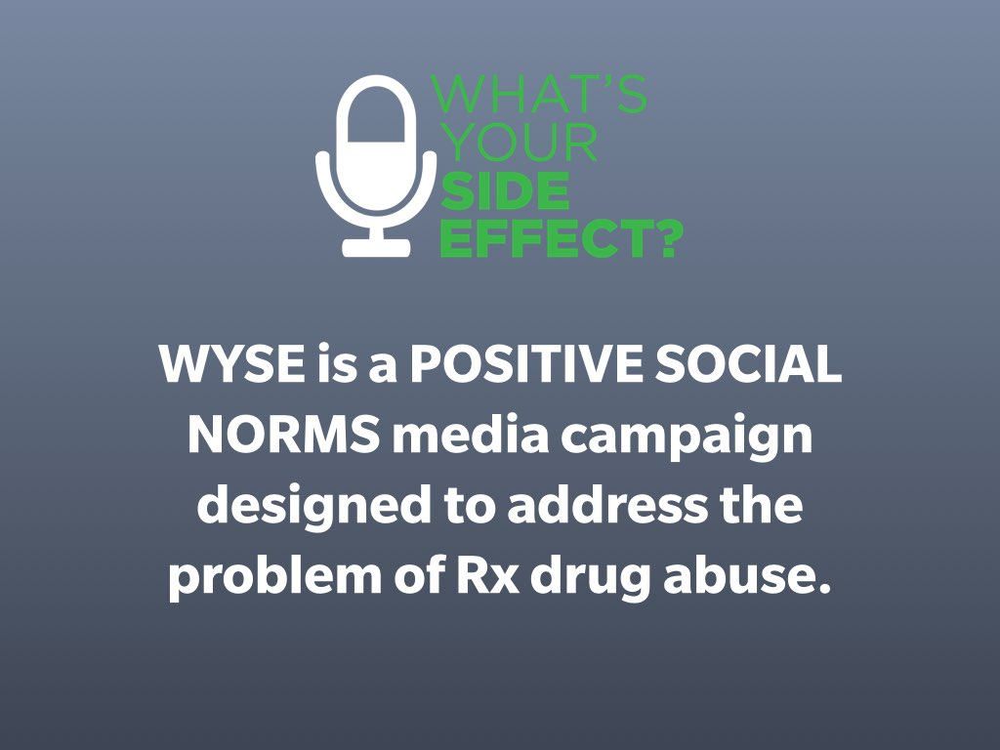 WHAT'S
YOUR
SIDE
EFFECT?
WYSE is a POSITIVE SOCIAL
NORMS media campaign
designed to address the
problem of Rx drug abuse.